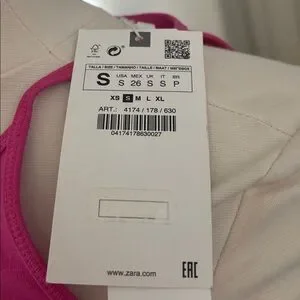 TALLA / SIZE / TAMANHO / TAILLE / MAAT /
S
USA MEX UK IT BR
S 26 S S P
XS S M L XL
ART.: 4174 / 178 / 630
04174178630027
www.zara.com
EAC